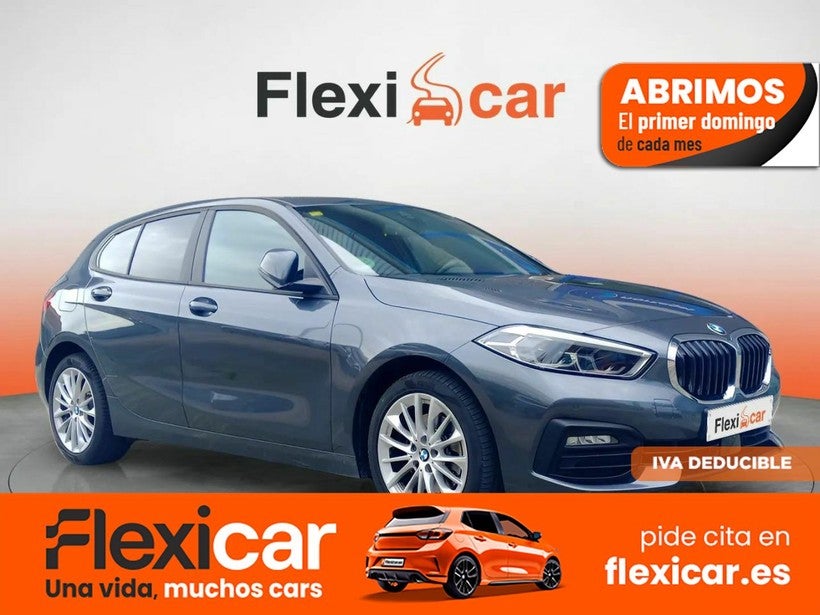 Flexicar
ABRIMOS
El primer domingo
de cada mes
Flexicar
IVA DEDUCIBLE
Flexicar
Una vida, muchos cars
pide cita en
flexicar.es